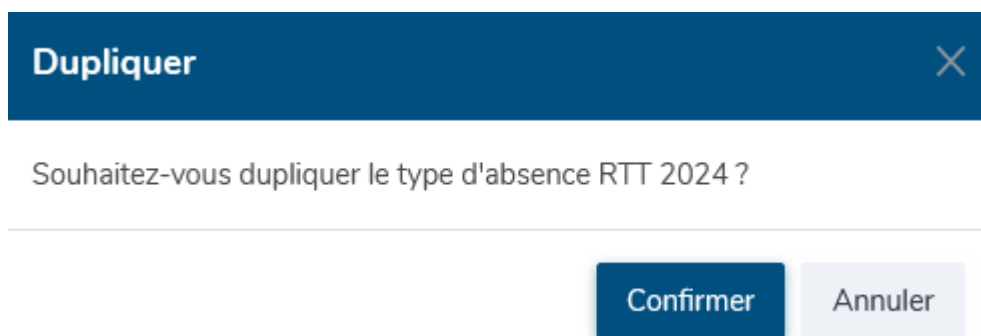 Dupliquer
Souhaitez-vous dupliquer le type d'absence RTT 2024 ?
Confirmer
Annuler